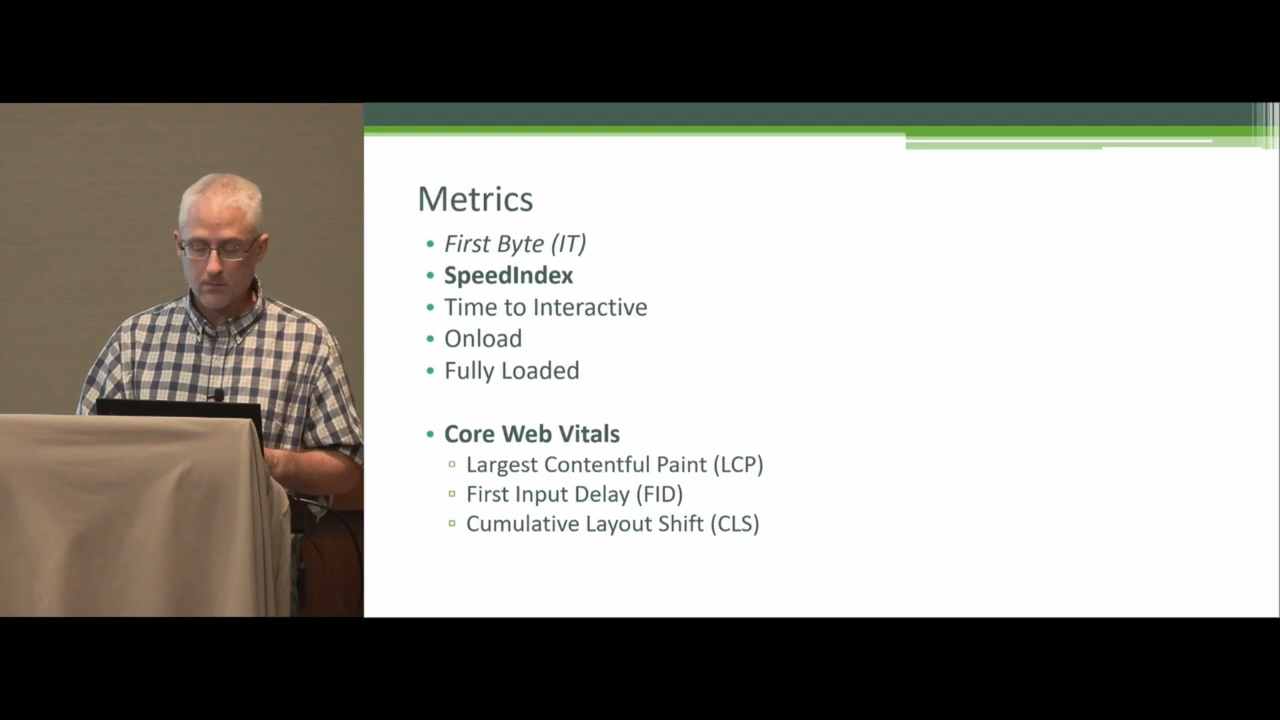 Metrics
First Byte (IT)
SpeedIndex
Time to Interactive
Onload
Fully Loaded
Core Web Vitals
Largest Contentful Paint (LCP)
First Input Delay (FID)
Cumulative Layout Shift (CLS)